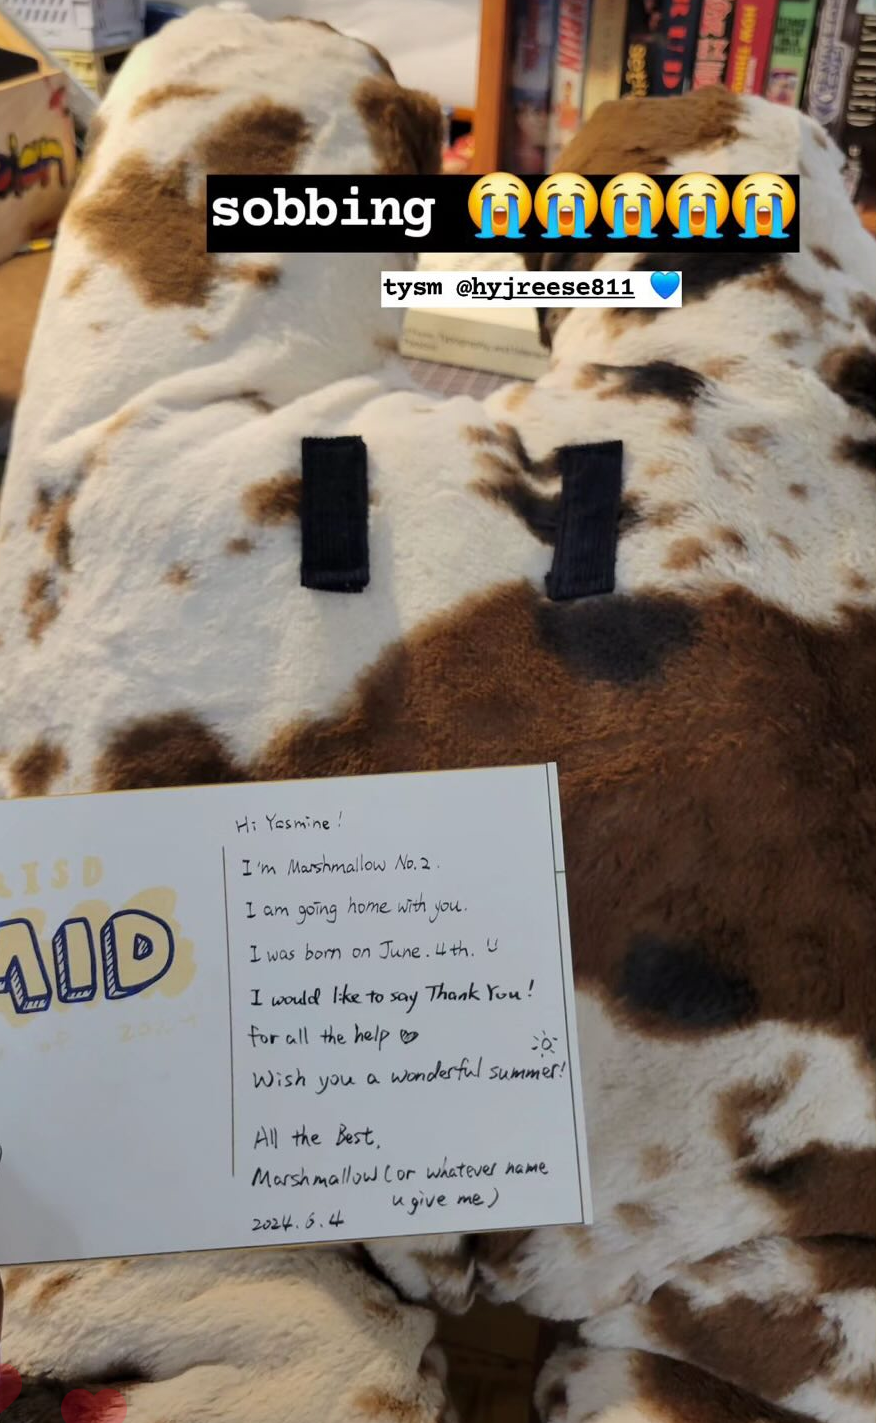 sobbing 😭😭😭😭😭
tysm @hyjreese811 💙
RISD
MID
Hi Yasmine!
I'm Marshmallow No.2.
I am going home with you.
I was born on June.4th. ☺
I would like to say Thank You!
for all the help ♡
Wish you a wonderful summer!
All the Best,
Marshmallow (or whatever name
u give me)
2024.6.4